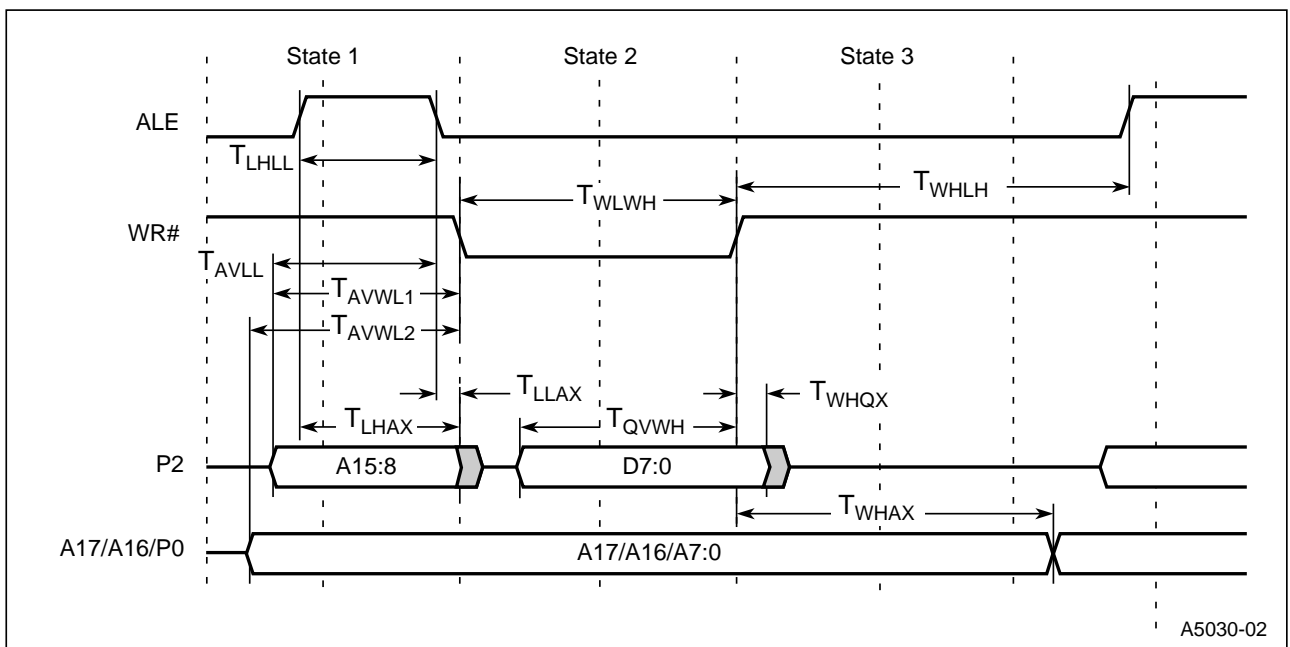 State 1 State 2 State 3
ALE
TLHLL
TWHLH
TWLWH
WR#
TAVLL
TAVWL1
TAVWL2
TLLAX
TWHQX
TLHAX
TQVWH
P2 A15:8 D7:0
TWHAX
A17/A16/P0 A17/A16/A7:0
A5030-02